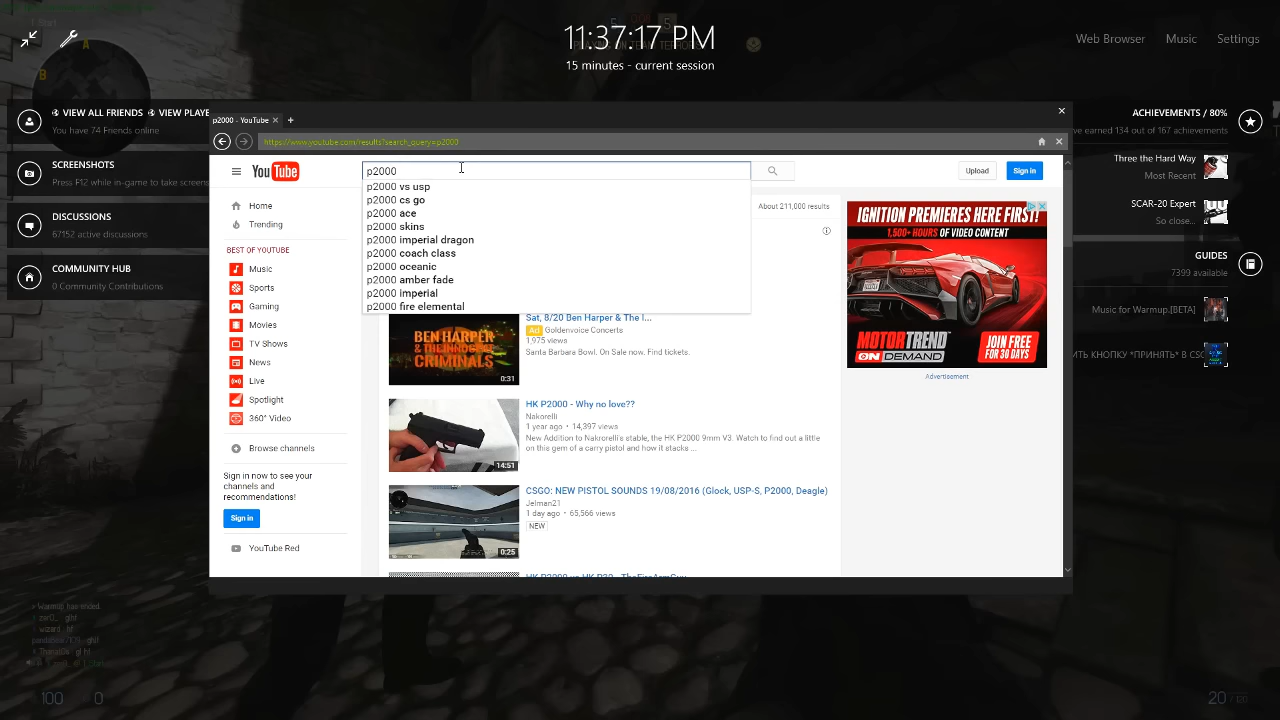 11:37:17 PM
15 minutes - current session
Web Browser
Music
Settings
A
B
VIEW ALL FRIENDS
VIEW PLAYE
You have 74 Friends online
SCREENSHOTS
Press F12 while in-game to take screens
DISCUSSIONS
67152 active discussions
COMMUNITY HUB
0 Community Contributions
p2000 - YouTube
https://www.youtube.com/results?search_query=p2000
YouTube
p2000
p2000 vs usp
p2000 cs go
p2000 ace
p2000 skins
p2000 imperial dragon
p2000 coach class
p2000 oceanic
p2000 amber fade
p2000 imperial
p2000 fire elemental
Upload
Sign in
Home
Trending
BEST OF YOUTUBE
Music
Sports
Gaming
Movies
TV Shows
News
Live
Spotlight
360° Video
Browse channels
Sign in now to see your
channels and
recommendations!
Sign in
YouTube Red
About 211,000 results
BEN HARPER
CRIMINALS
0:31
Sat, 8/20 Ben Harper & The I...
Ad Goldenvoice Concerts
1,975 views
Santa Barbara Bowl. On Sale now. Find tickets.
14:51
HK P2000 - Why no love??
Nakorelli
1 year ago • 14,397 views
New Addition to Nakrorelli's stable, the HK P2000 9mm V3. Watch to find out a little
on this gem of a carry pistol and how it stacks ...
0:25
CSGO: NEW PISTOL SOUNDS 19/08/2016 (Glock, USP-S, P2000, Deagle)
Jelman21
1 day ago • 65,566 views
NEW
IGNITION PREMIERES HERE FIRST!
1,500+ HOURS OF VIDEO CONTENT
MOTOR TREND
ON DEMAND
JOIN FREE
FOR 30 DAYS
Advertisement
ACHIEVEMENTS / 80%
ve earned 134 out of 167 achievements
Three the Hard Way
Most Recent
SCAR-20 Expert
So close...
GUIDES
7399 available
Music for Warmup.[BETA]
ИТЬ КНОПКУ *ПРИНЯТЬ* В CSG
Warmup has ended.
100
0
20 / 120